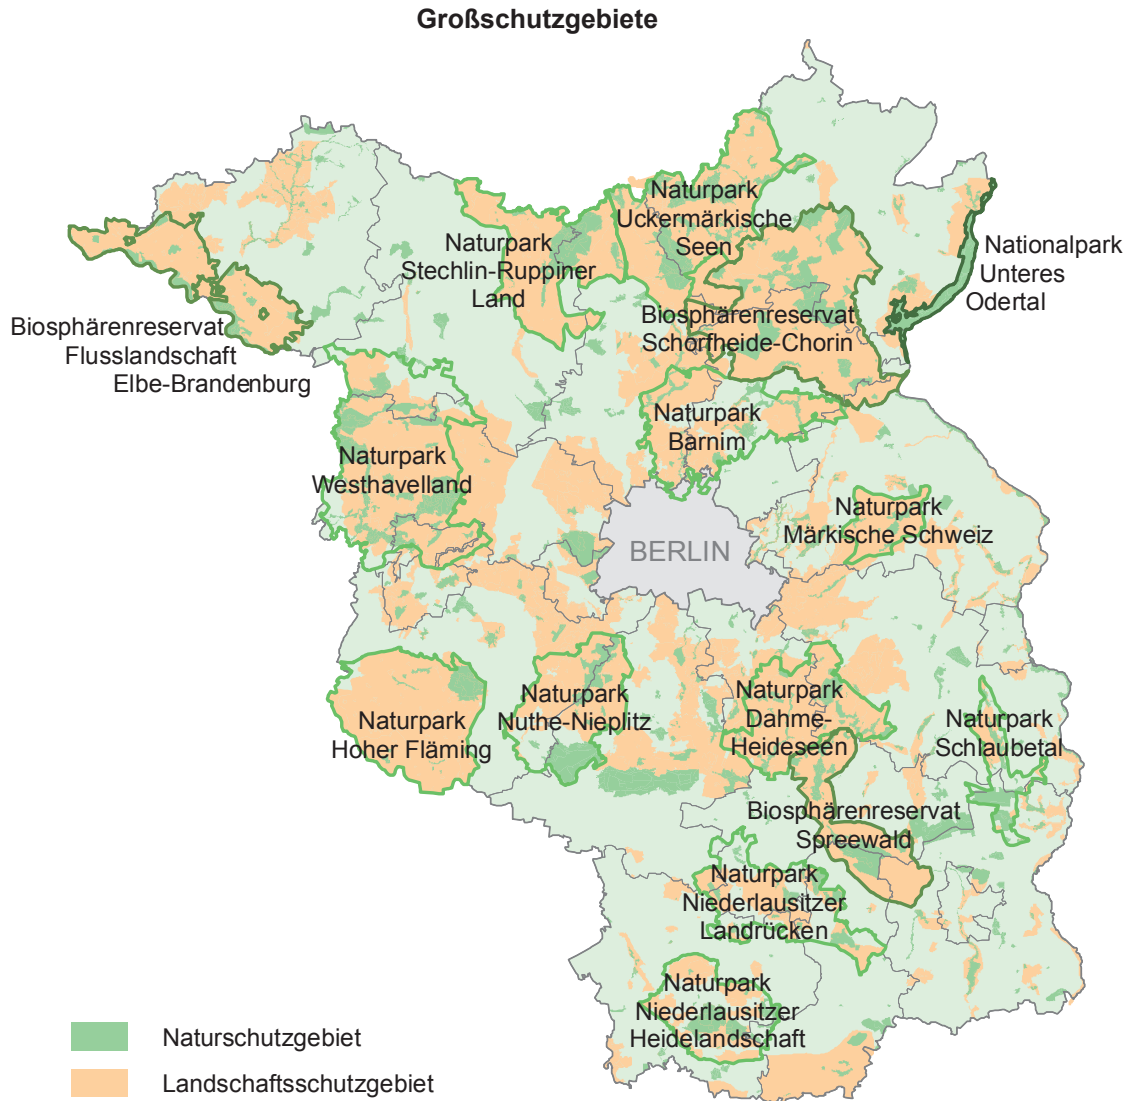 Großschutzgebiete
Naturpark
Uckermärkische
Seen
Naturpark
Stechlin-Ruppiner
Land
Nationalpark
Unteres
Odertal
Biosphärenreservat
Flusslandschaft
Elbe-Brandenburg
Biosphärenreservat
Schorfheide-Chorin
Naturpark
Barnim
Naturpark
Westhavelland
Naturpark
Märkische Schweiz
BERLIN
Naturpark
Hoher Fläming
Naturpark
Nuthe-Nieplitz
Naturpark
Dahme-
Heideseen
Naturpark
Schlaubetal
Biosphärenreservat
Spreewald
Naturpark
Niederlausitzer
Landrücken
Naturpark
Niederlausitzer
Heidelandschaft
Naturschutzgebiet
Landschaftsschutzgebiet